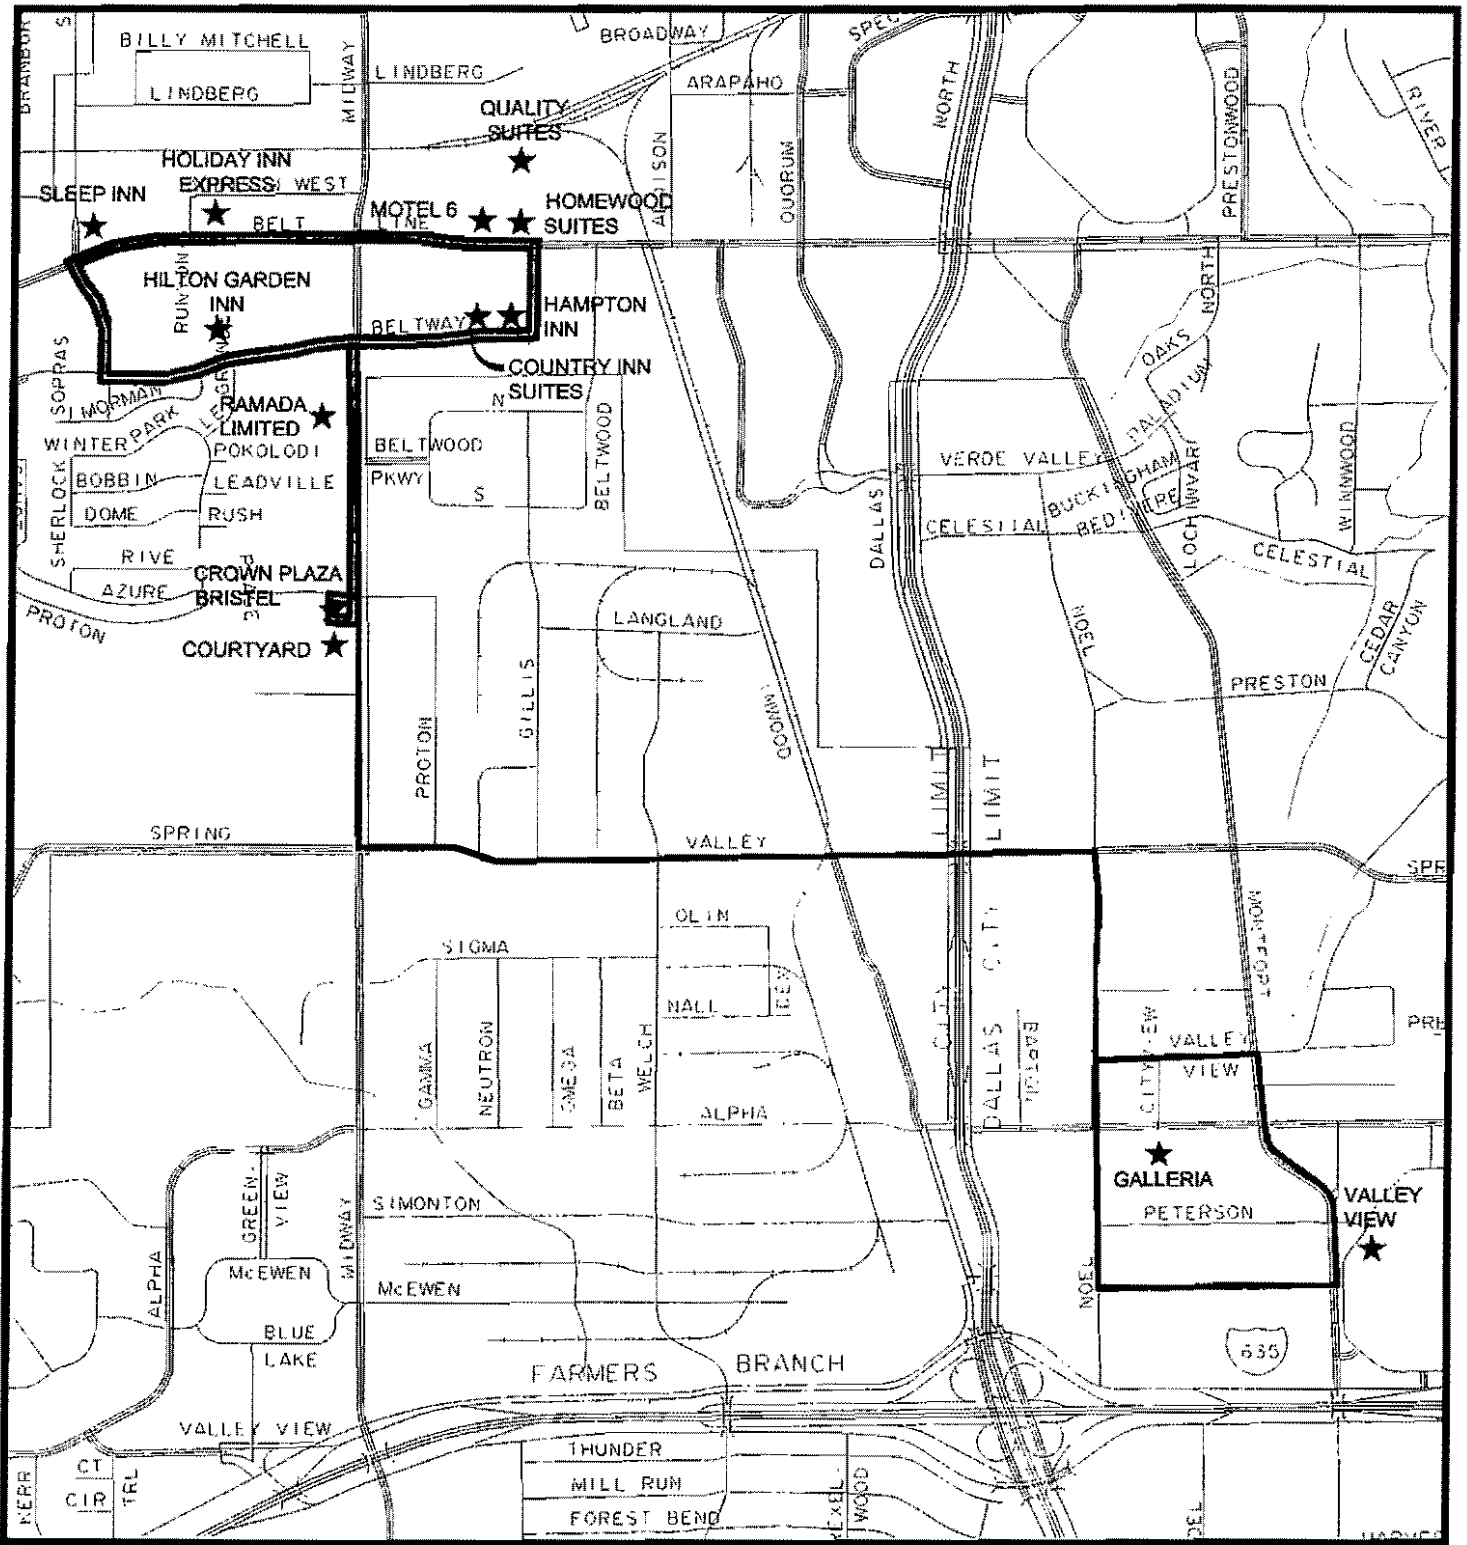 BILLY MITCHELL
BROADWAY
MIDWAY
LINDBERG
LINDBERG
ARAPAHO
NORTH
PRESTONWOOD
RIVER
QUALITY
SUITES
HOLIDAY INN
EXPRESS
WEST
SLEEP INN
MOTEL 6
HOMEWOOD
SUITES
QUORUM
BELT
LINE
HILTON GARDEN
INN
BELTWAY
HAMPTON
INN
COUNTRY INN
SUITES
NORTH
OAKS
SOPRAS
MORMAN
RAMADA
LIMITED
N
WINTER PARK
POKOLODI
BELTWOOD
PKWY
BELTWOOD
S
BOBBIN
LEADVILLE
SHERLOCK
DOME
RUSH
VERDE VALLEY
BUCKINGHAM
LOCHINVAR
WINNWOOD
DALLAS
CELESTIAL
CELESTIAL
RIVE
AZURE
CROWN PLAZA
BRISTEL
PROTON
COURTYARD
LANGLAND
NOEL
CEDAR
CANYON
GILLIS
PRESTON
PROTON
LIMIT
LIMIT
SPRING
VALLEY
SPR
MONTFORT
OLIN
SIGMA
CITY
NALL
GAMMA
NEUTRON
OMEGA
BETA
WELCH
CITY
DALLAS
BARTON
VALLEY
VIEW
ALPHA
GALLERIA
PETERSON
VALLEY
VIEW
GREEN-
VIEW
MIDWAY
SIMONTON
ALPHA
McEWEN
McEWEN
NOEL
BLUE
LAKE
635
FARMERS BRANCH
VALLEY VIEW
THUNDER
MILL RUN
FOREST BEND
KERR
CT
CIR
TRL
WOOD